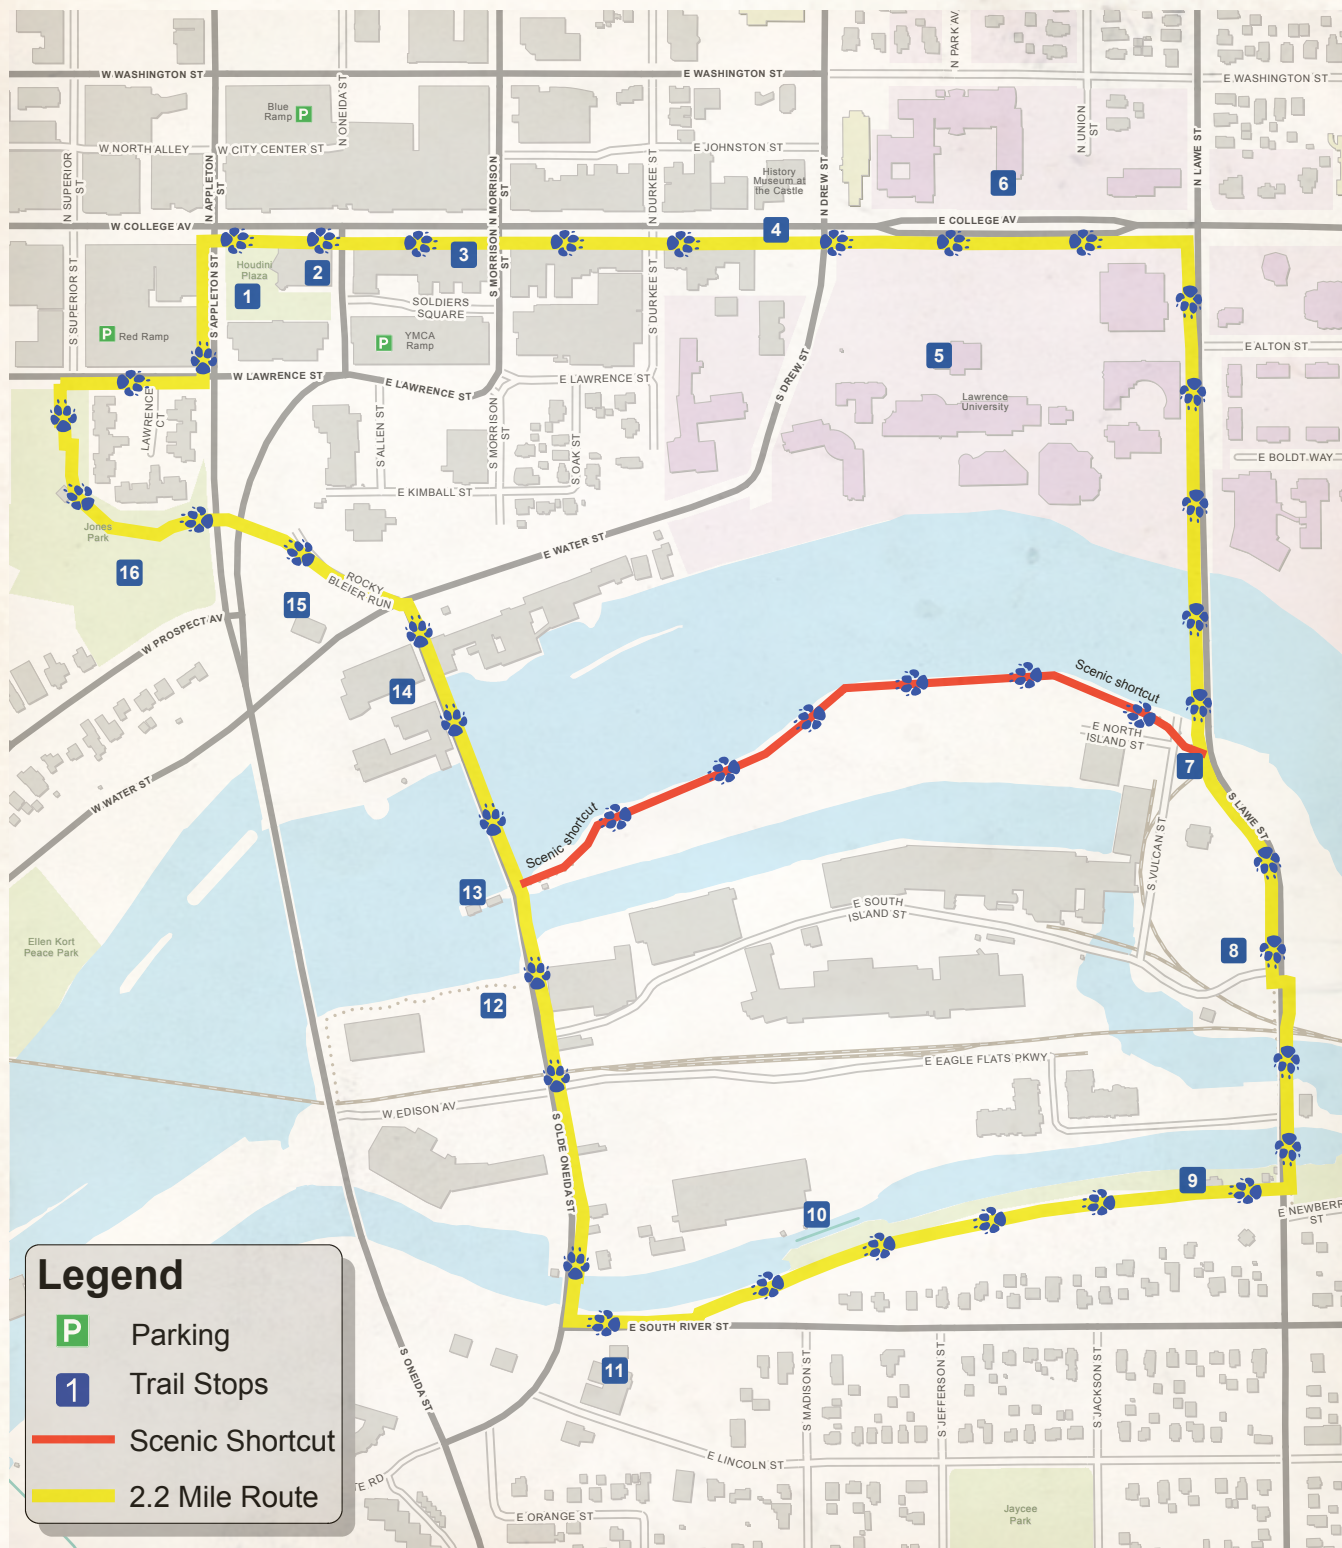 W WASHINGTON ST
E WASHINGTON ST
E WASHINGTON ST
N PARK AV
N ONEIDA ST
Blue
Ramp
P
N UNION
ST
W NORTH ALLEY
W CITY CENTER ST
E JOHNSTON ST
N SUPERIOR
ST
N APPLETON
ST
N MORRISON
ST
N DURKEE ST
History
Museum at
the Castle
N DREW ST
6
N LAWE ST
W COLLEGE AV
E COLLEGE AV
4
3
2
1
Houdini
Plaza
S SUPERIOR ST
S APPLETON ST
S MORRISON
ST
S DURKEE ST
SOLDIERS
SQUARE
P
Red Ramp
P
YMCA
Ramp
5
E ALTON ST
W LAWRENCE ST
E LAWRENCE ST
E LAWRENCE ST
S DREW ST
Lawrence
University
LAWRENCE
CT
S ALLEN ST
S MORRISON
ST
S OAK ST
E BOLDT WAY
E KIMBALL ST
Jones
Park
E WATER ST
16
15
ROCKY
BLEIER RUN
W PROSPECT AV
14
Scenic shortcut
E NORTH
ISLAND ST
7
W WATER ST
S LAWE ST
Scenic shortcut
S VULCAN ST
13
E SOUTH
ISLAND ST
Ellen Kort
Peace Park
8
12
E EAGLE FLATS PKWY
W EDISON AV
S OLDE ONEIDA ST
9
10
E NEWBERR
ST
E SOUTH RIVER ST
11
S ONEIDA ST
S MADISON ST
S JEFFERSON ST
S JACKSON ST
E LINCOLN ST
TE RD
E ORANGE ST
Jaycee
Park
Legend
P Parking
1 Trail Stops
Scenic Shortcut
2.2 Mile Route